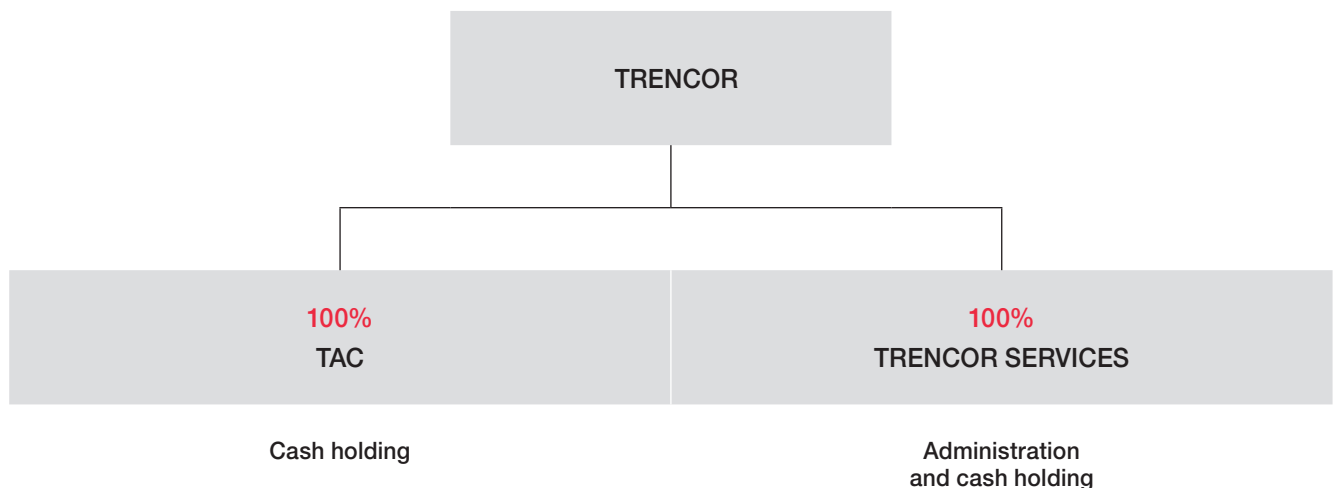 TRENCOR
100%
TAC
100%
TRENCOR SERVICES
Cash holding
Administration
and cash holding